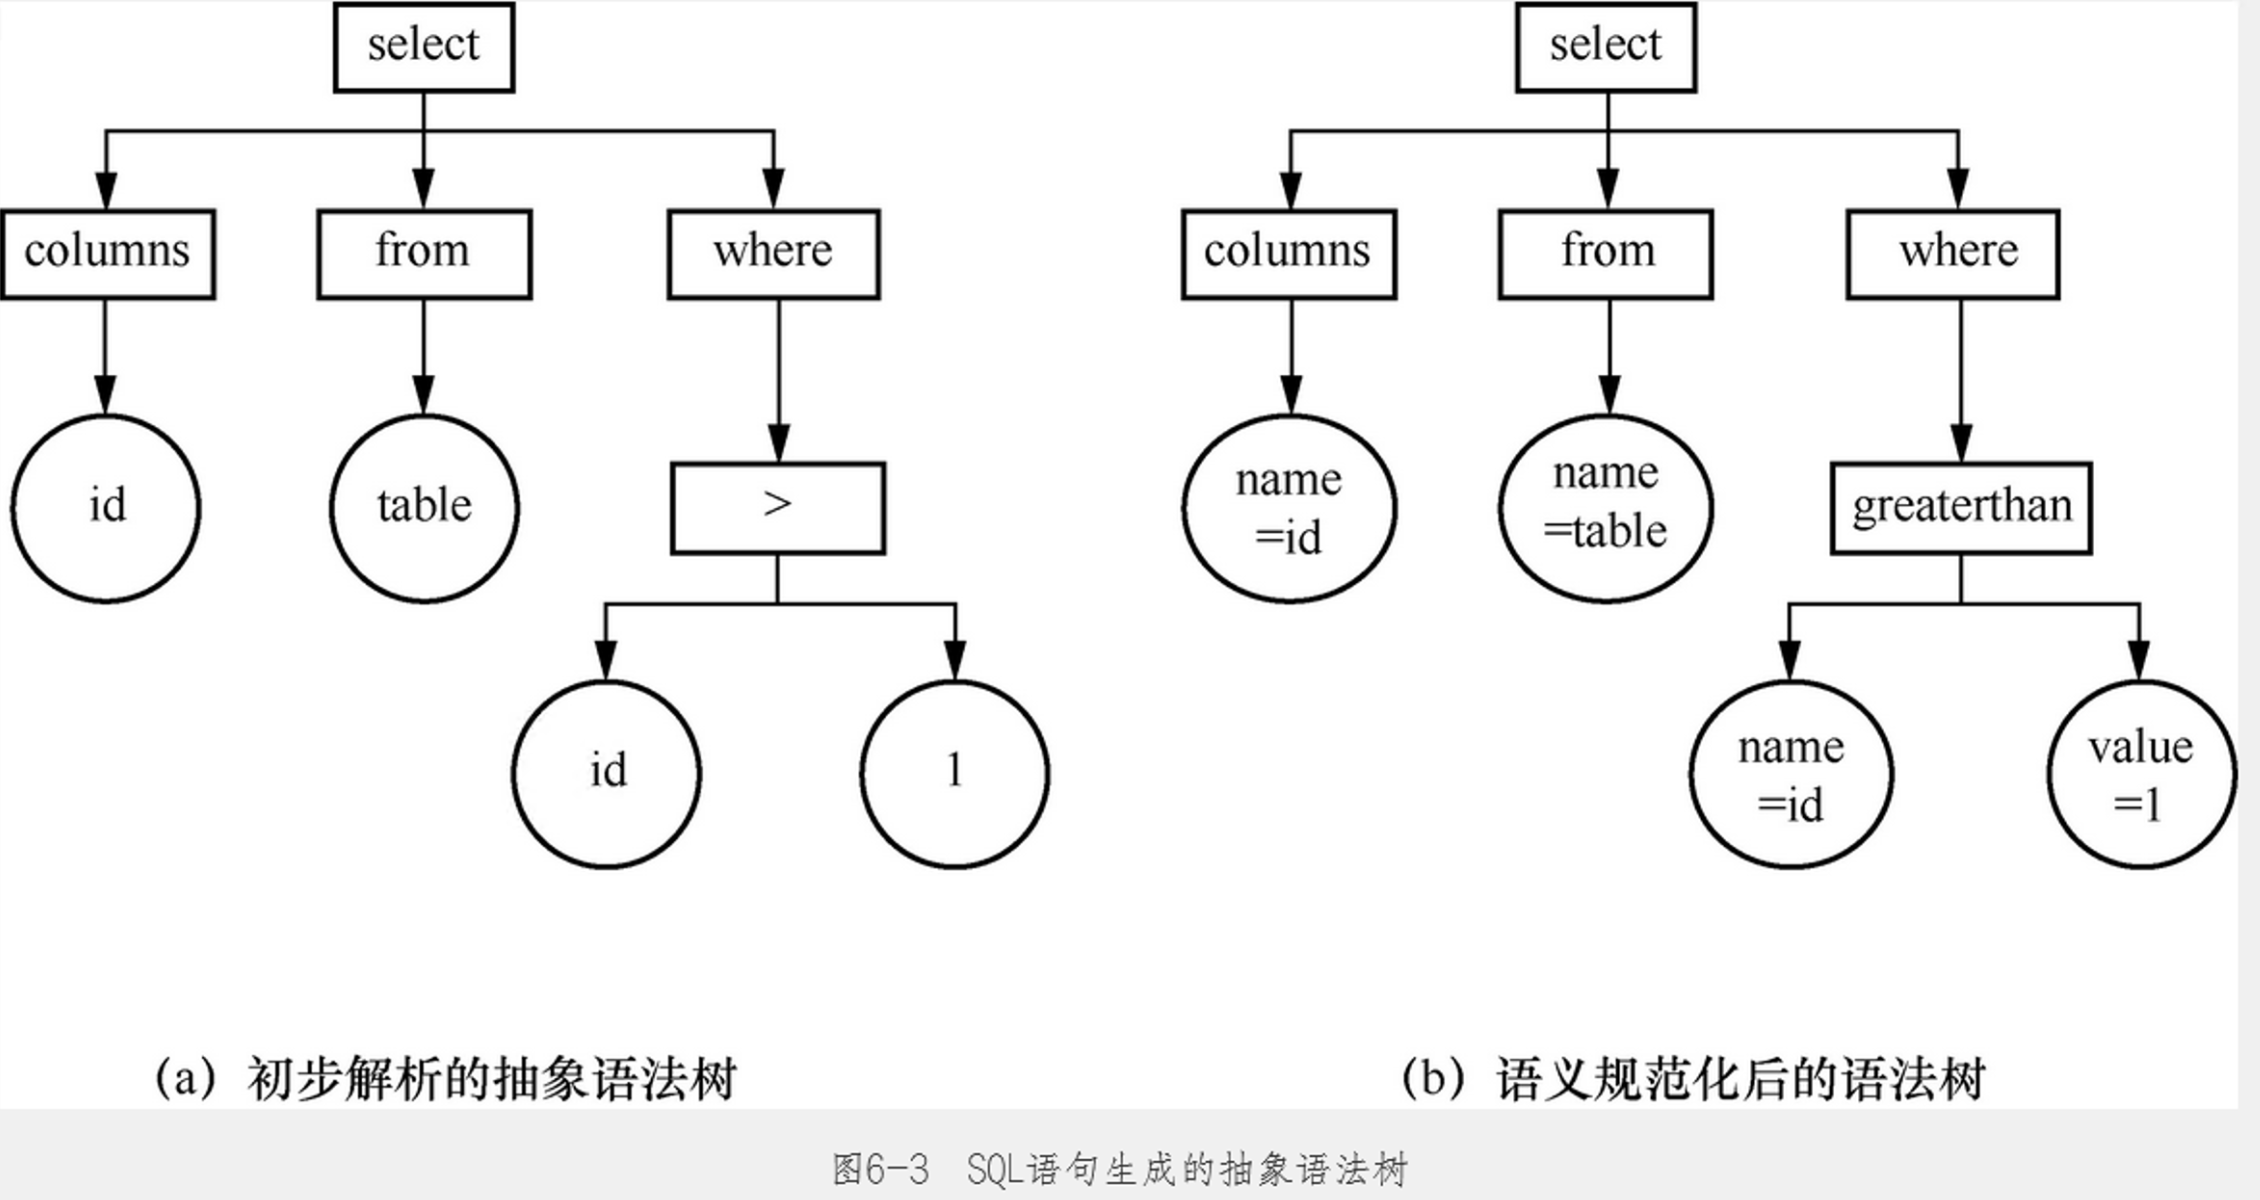 select
columns
from
where
id
table
>
id
1
(a) 初步解析的抽象语法树
select
columns
from
where
name
=id
name
=table
greaterthan
name
=id
value
=1
(b) 语义规范化后的语法树
图6-3 SQL语句生成的抽象语法树